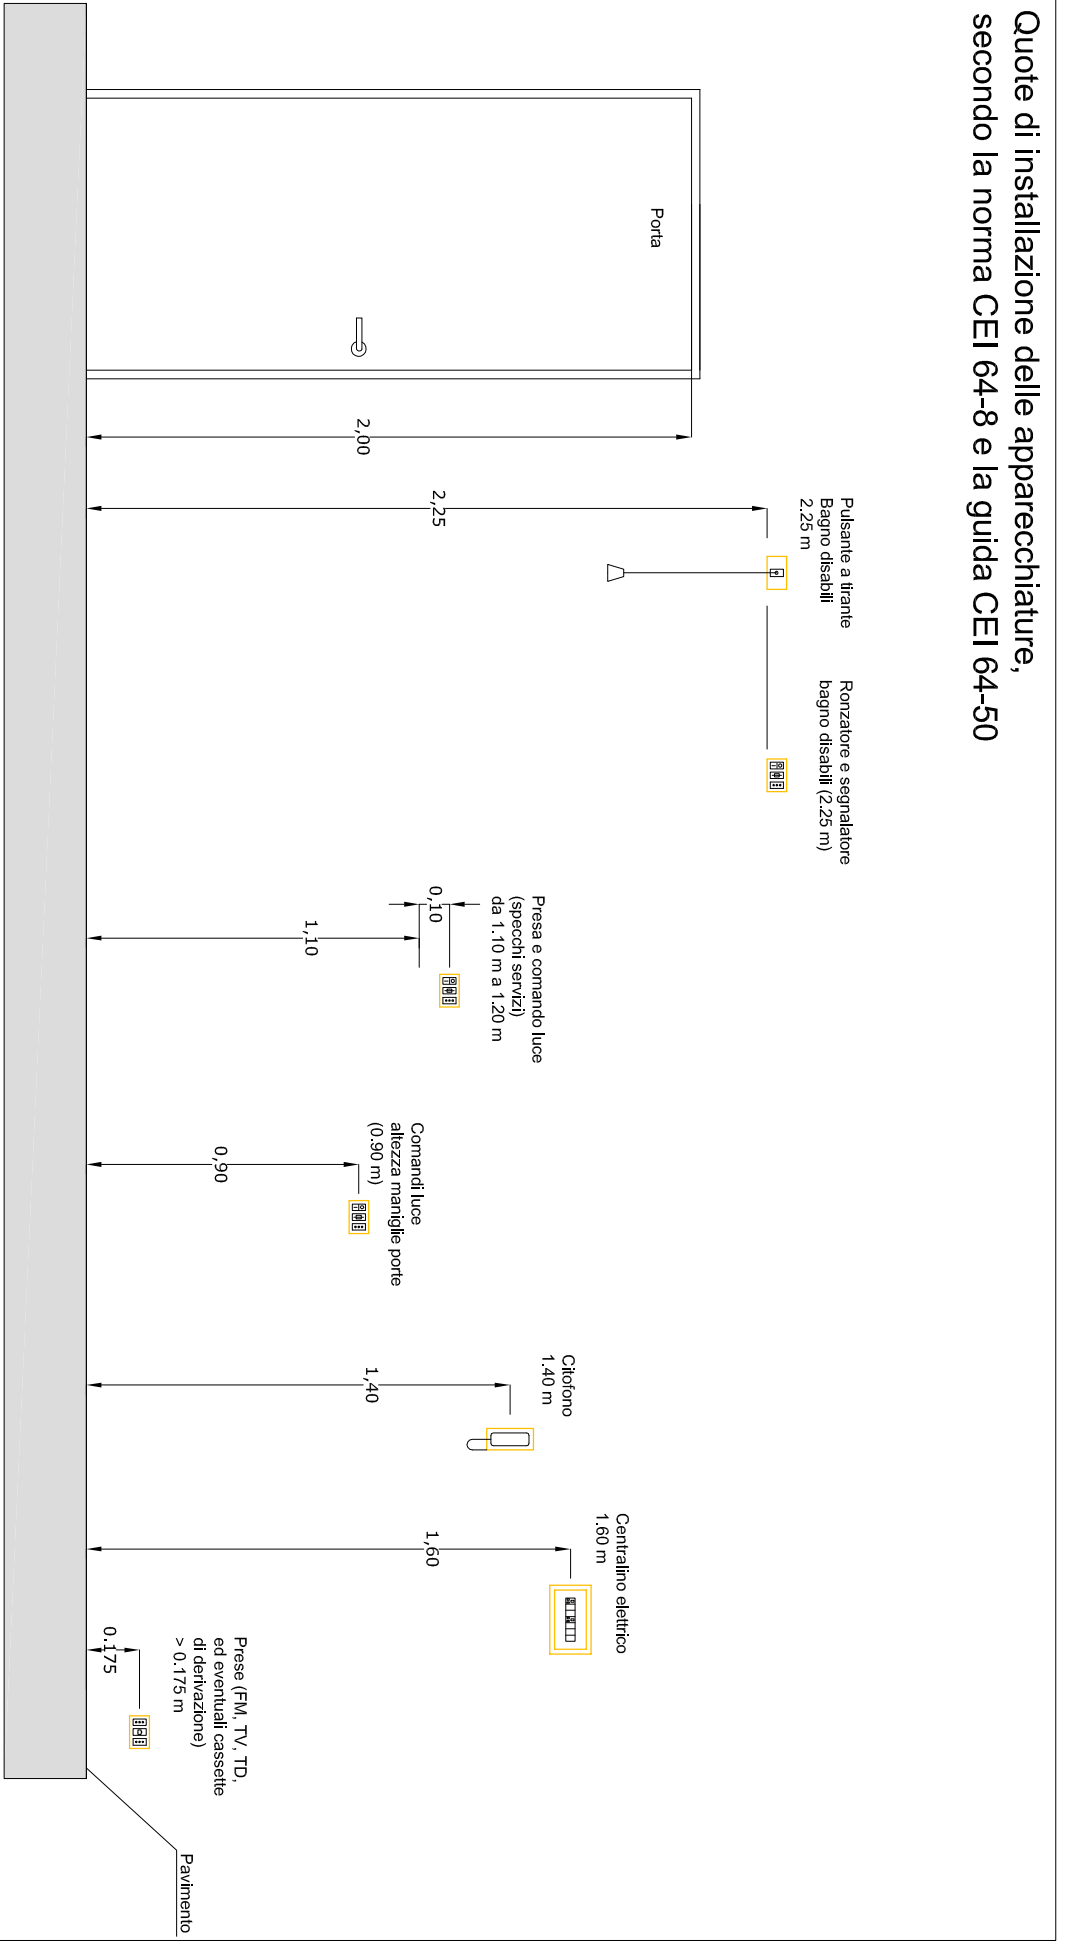 Quote di installazione delle apparecchiature,
secondo la norma CEI 64-8 e la guida CEI 64-50
Porta
2,00
Pulsante a tirante
Bagno disabili
2.25 m
2,25
Ronzatore e segnalatore
bagno disabili (2.25 m)
Presa e comando luce
(specchi servizi)
da 1.10 m a 1.20 m
0,10
1,10
Comandi luce
altezza maniglie porte
(0.90 m)
0,90
Citofono
1.40 m
1,40
Centralino elettrico
1.60 m
1,60
Prese (FM, TV, TD,
ed eventuali cassette
di derivazione)
> 0.175 m
0.175
Pavimento